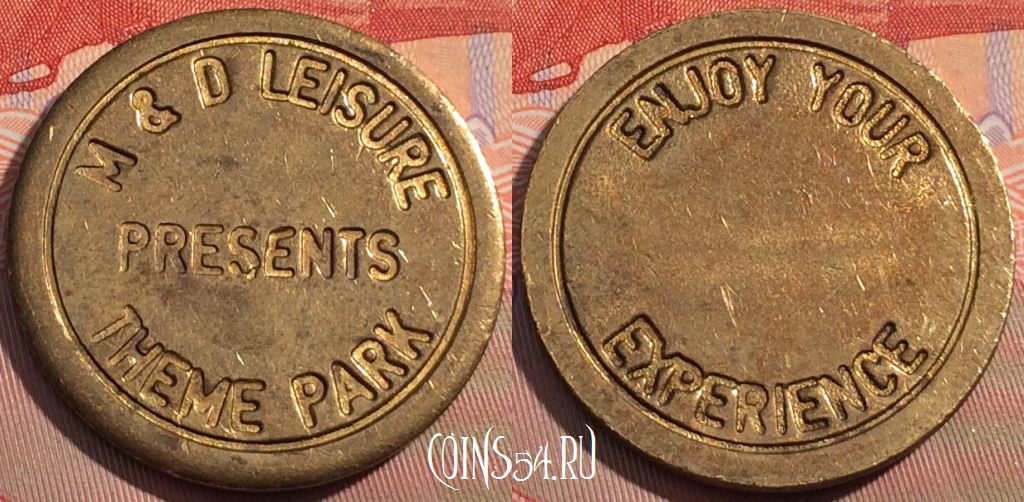 M & D LEISURE
PRESENTS
THEME PARK
ENJOY YOUR
EXPERIENCE
COINS54.RU